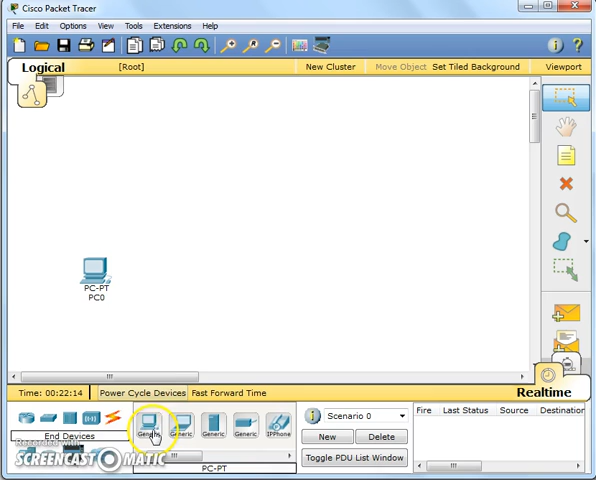 Cisco Packet Tracer
File Edit Options View Tools Extensions Help
Logical [Root] New Cluster Move Object Set Tiled Background Viewport
PC-PT
PC0
Time: 00:22:14 Power Cycle Devices Fast Forward Time Realtime
Generic Generic Generic Generic IPPhone
End Devices
Scenario 0
New Delete
Toggle PDU List Window
Fire Last Status Source Destination
Recorded with
SCREENCAST-O-MATIC
PC-PT